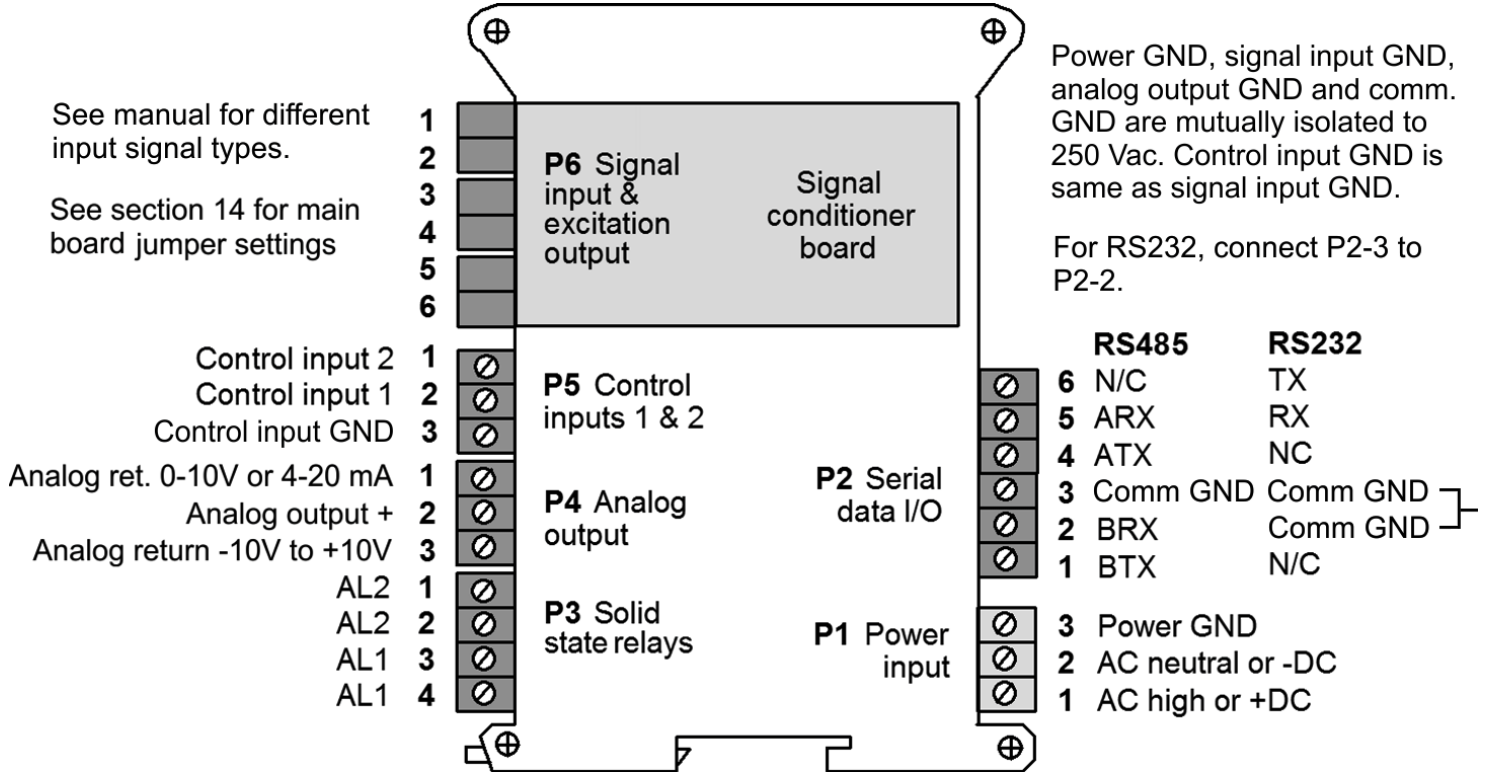 See manual for different
input signal types.
See section 14 for main
board jumper settings
1
2
3
4
5
6
P6 Signal
input &
excitation
output
Signal
conditioner
board
Power GND, signal input GND,
analog output GND and comm.
GND are mutually isolated to
250 Vac. Control input GND is
same as signal input GND.
For RS232, connect P2-3 to
P2-2.
Control input 2 1
Control input 1 2
Control input GND 3
P5 Control
inputs 1 & 2
Analog ret. 0-10V or 4-20 mA 1
Analog output + 2
Analog return -10V to +10V 3
P4 Analog
output
AL2 1
AL2 2
AL1 3
AL1 4
P3 Solid
state relays
P2 Serial
data I/O
RS485 RS232
6 N/C TX
5 ARX RX
4 ATX NC
3 Comm GND Comm GND
2 BRX Comm GND
1 BTX N/C
P1 Power
input
3 Power GND
2 AC neutral or -DC
1 AC high or +DC